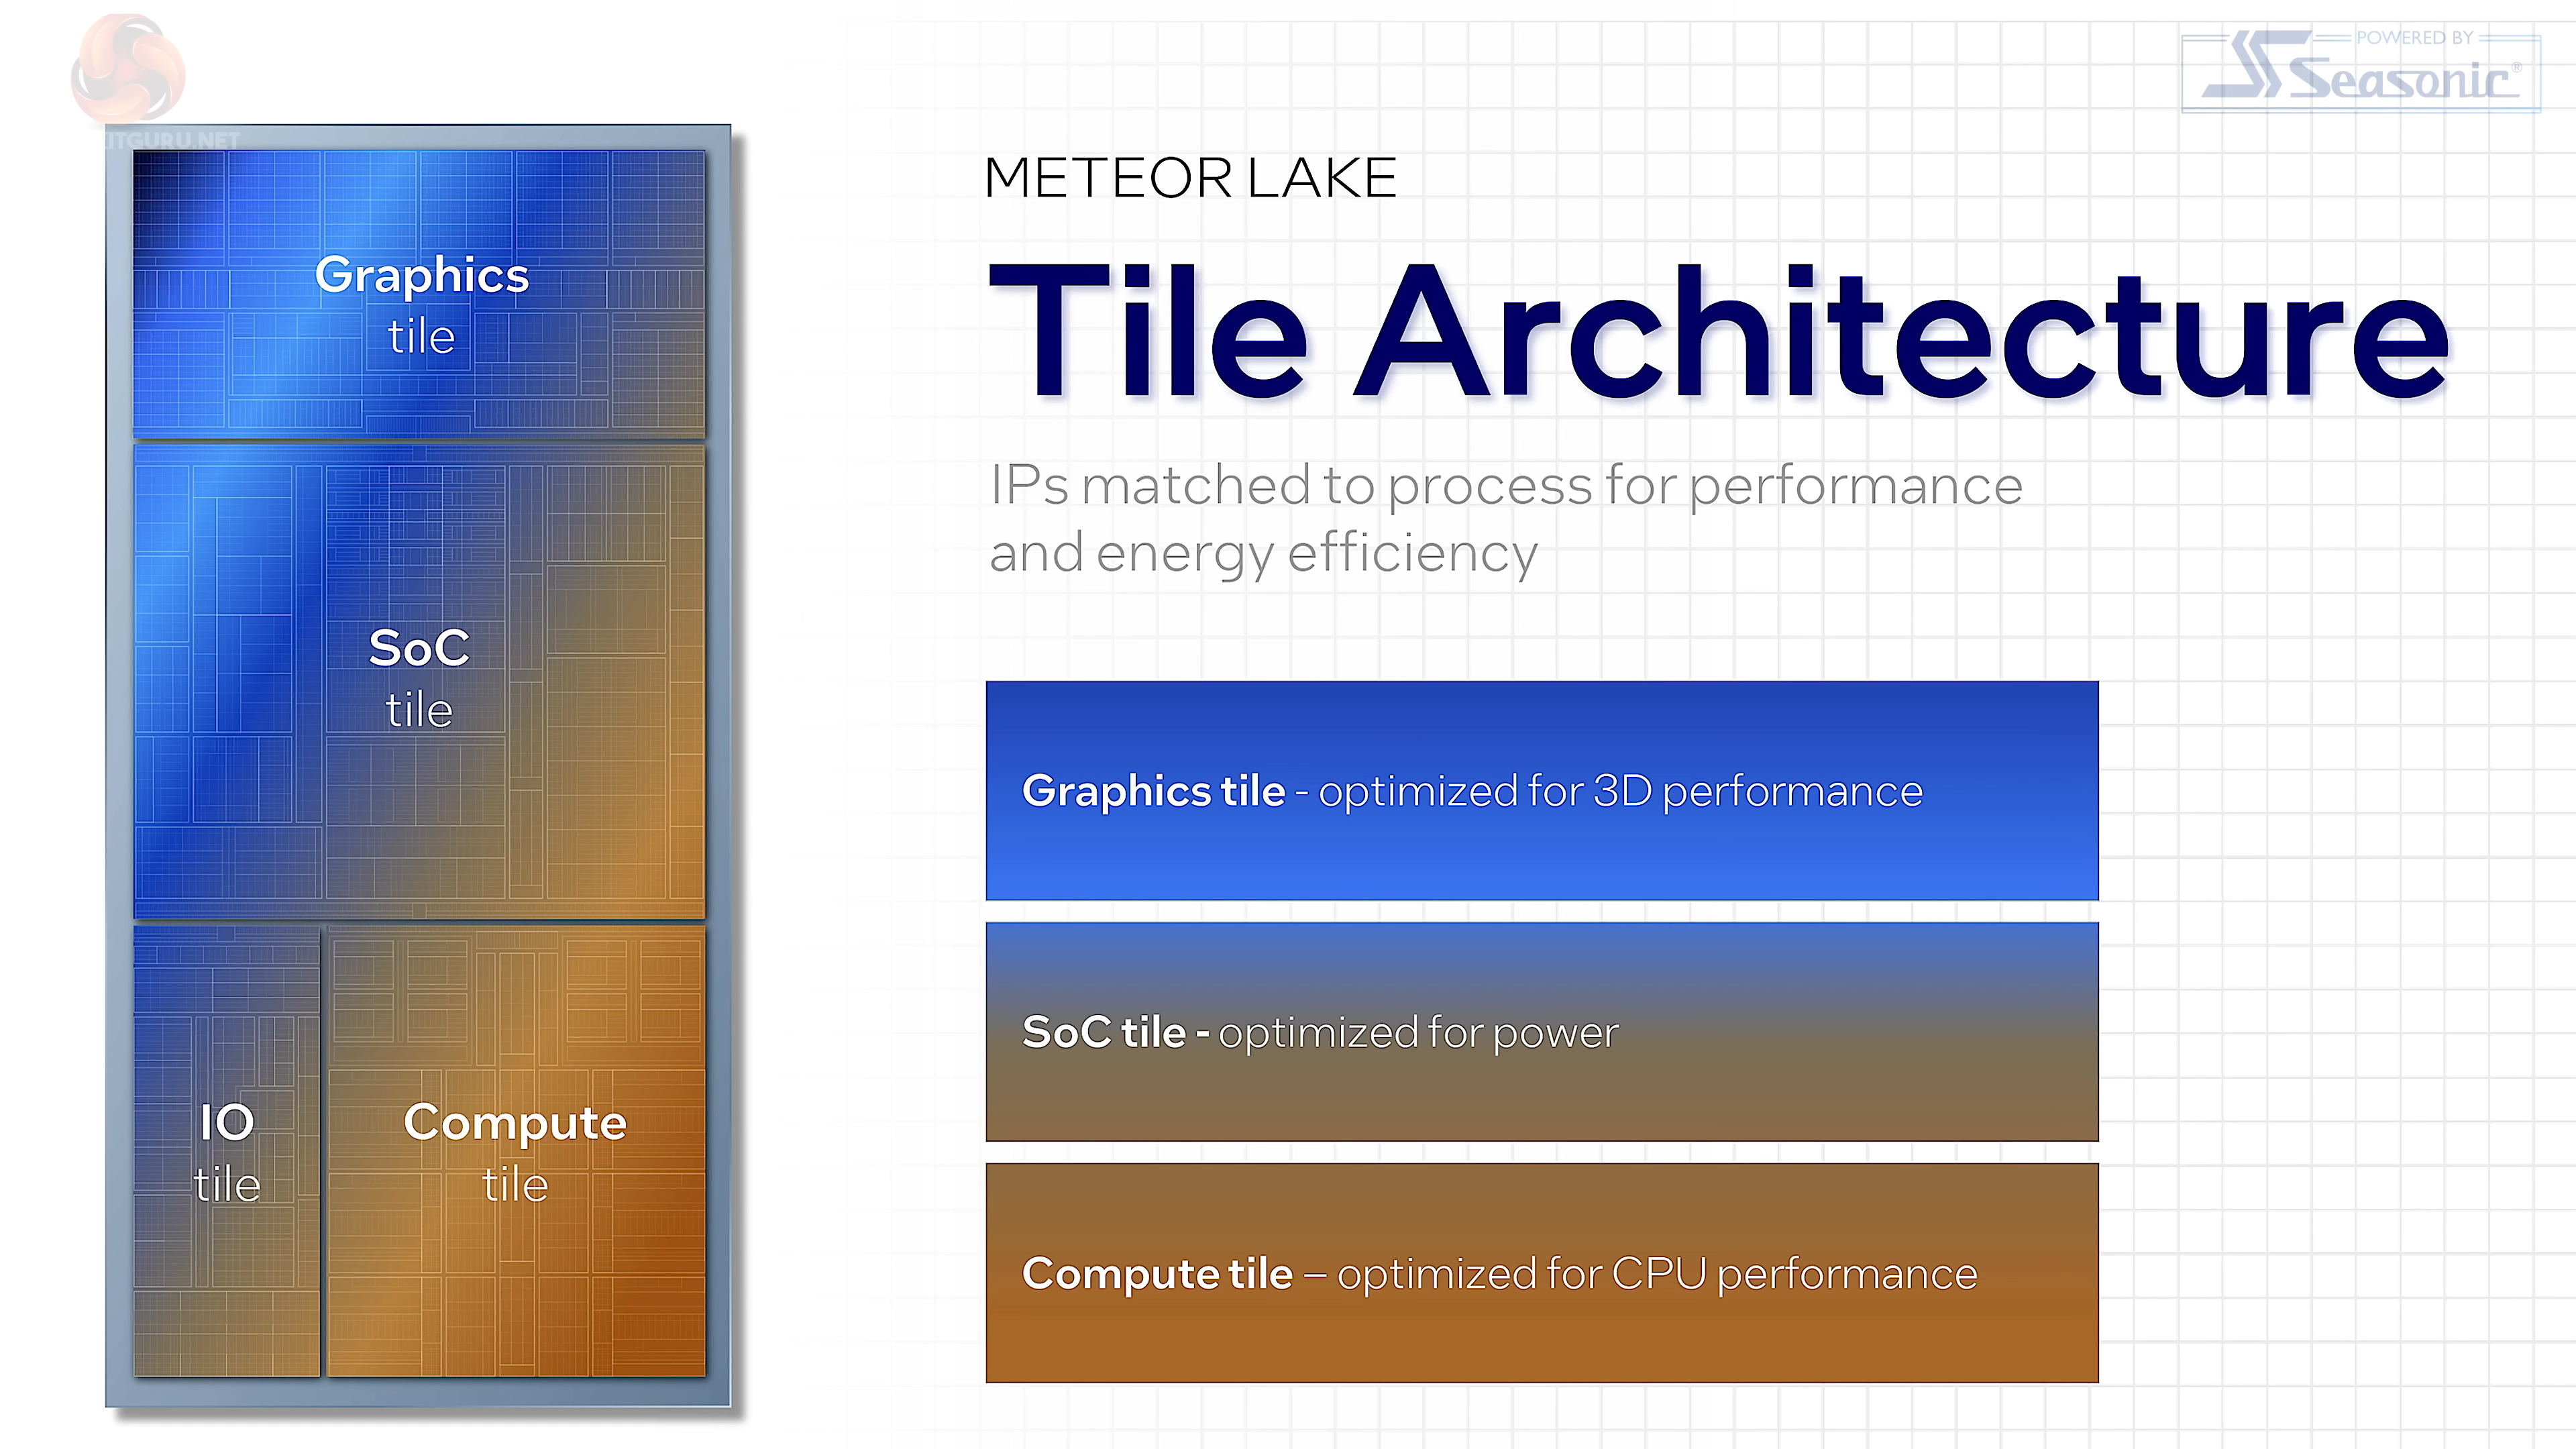 KITGURU.NET
POWERED BY
Seasonic®
METEOR LAKE
Tile Architecture
IPs matched to process for performance
and energy efficiency
Graphics
tile
SoC
tile
IO
tile
Compute
tile
Graphics tile - optimized for 3D performance
SoC tile - optimized for power
Compute tile – optimized for CPU performance